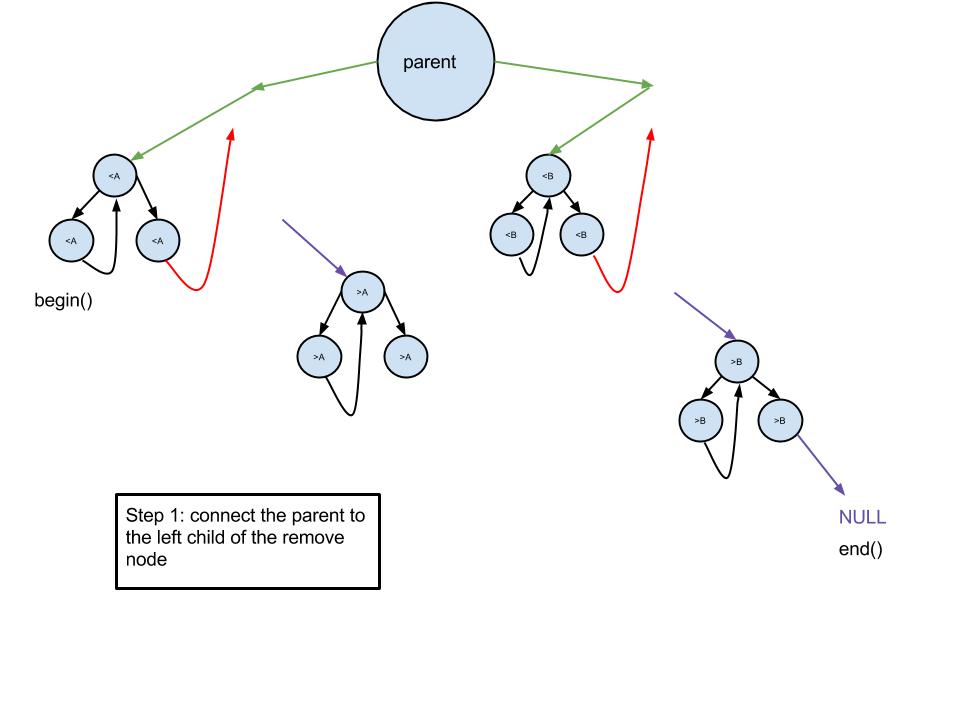 parent
<A
<B
<A
<A
<B
<B
begin()
>A
>A
>A
>B
>B
>B
Step 1: connect the parent to
the left child of the remove
node
NULL
end()